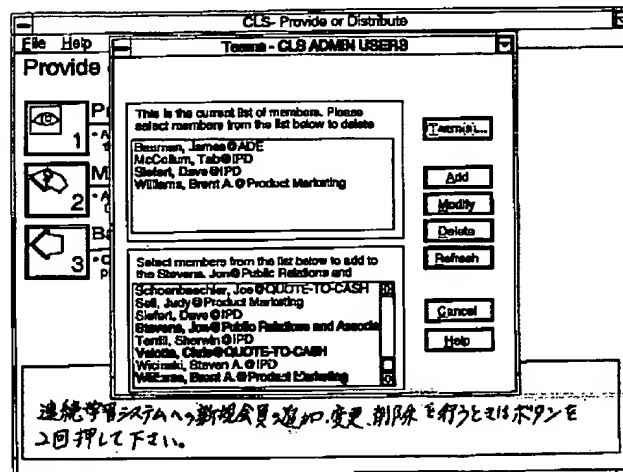 CLS- Provide or Distribute
File Help
Provide
Teams - CLS ADMIN USERS
This is the current list of members. Please
select members from the list below to delete
Bauman, James@ADE
McCollum, Tab@IPD
Siefert, Dave@IPD
Williams, Brent A.@Product Marketing
Select members from the list below to add to
the Stevens, Jon@Public Relations and
Schoenbaechler, Joe@QUOTE-TO-CASH
Sell, Judy@Product Marketing
Siefert, Dave@IPD
Stevens, Jon@Public Relations and Associa
Tentil, Sherwin@IPD
Velotta, Chris@QUOTE-TO-CASH
Wicinski, Steven A.@IPD
Williams, Brent A.@Product Marketing
Team(s)...
Add
Modify
Delete
Refresh
Cancel
Help
1
2
3
連続学習システムへの新規会員の追加、変更、削除を行うときはボタンを
2回押して下さい。